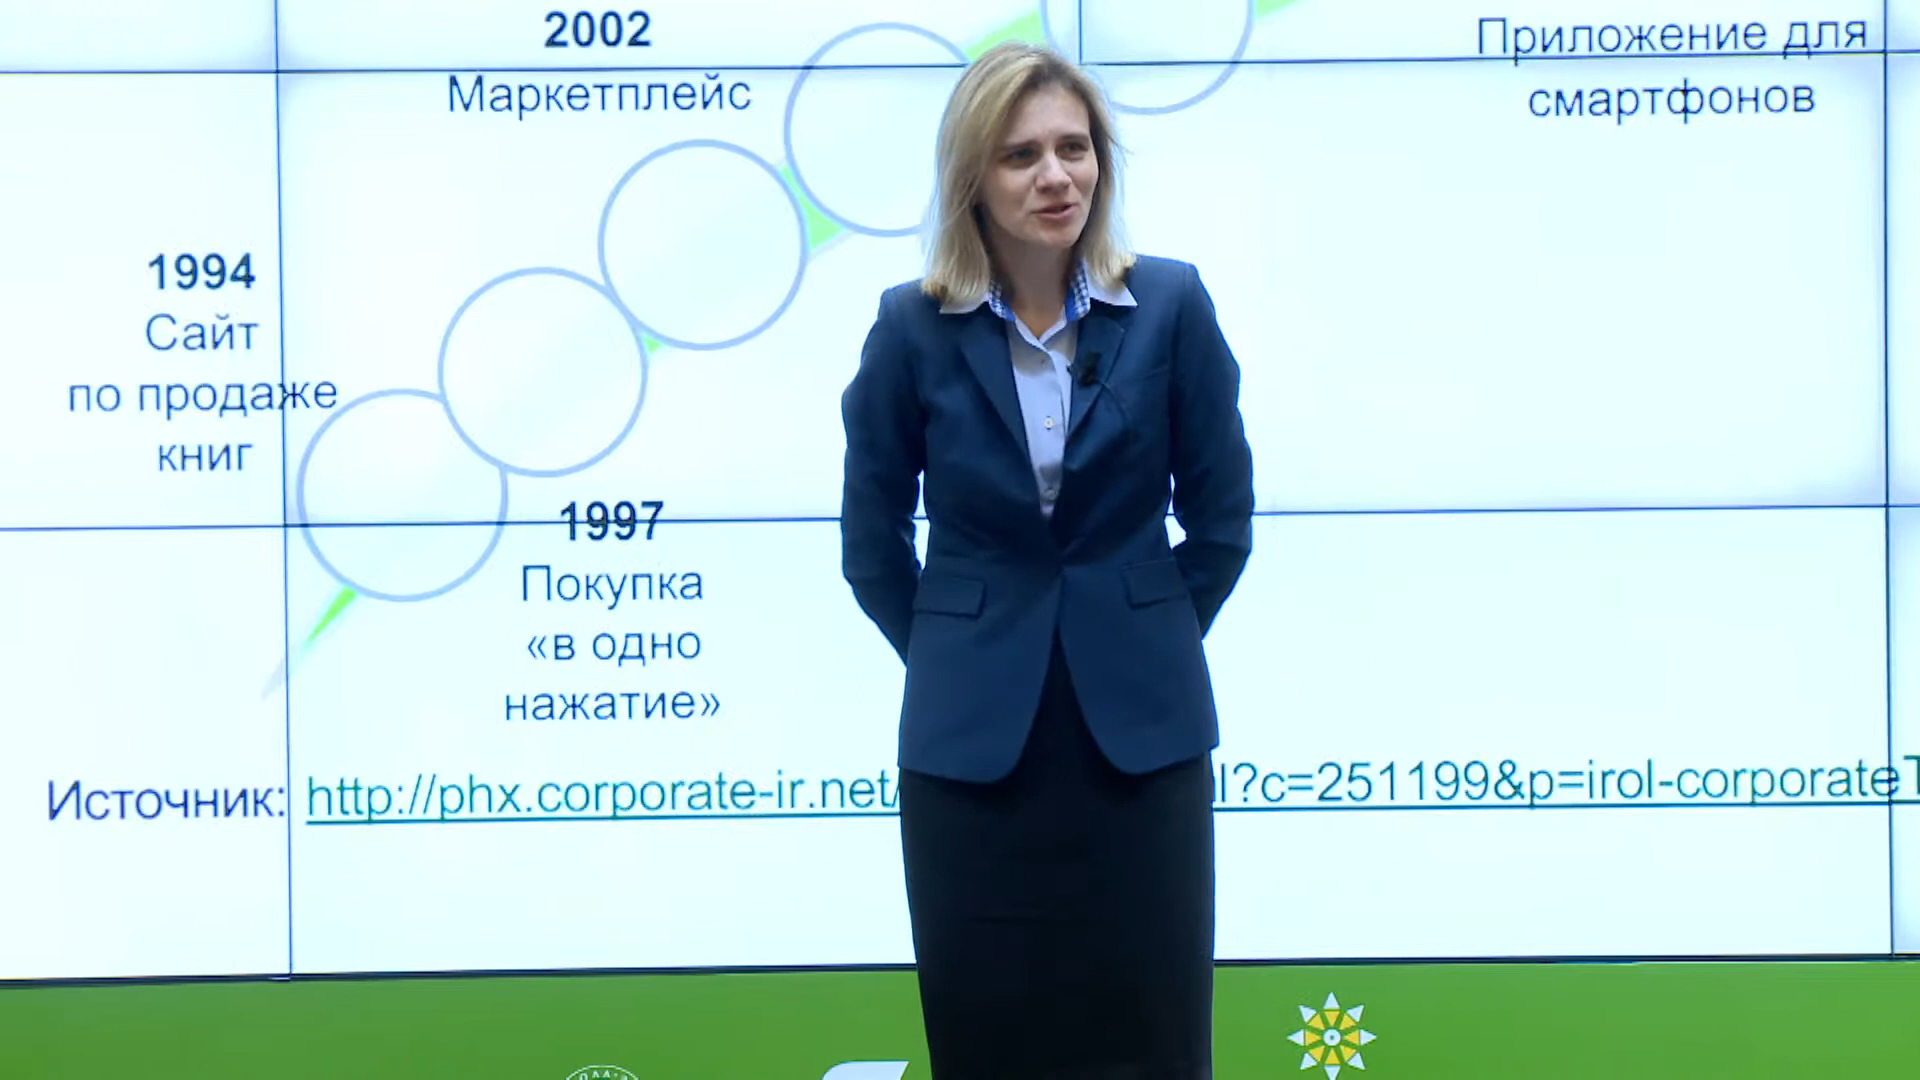 2002
Маркетплейс
Приложение для
смартфонов
1994
Сайт
по продаже
книг
1997
Покупка
«в одно
нажатие»
Источник: http://phx.corporate-ir.net/ l?c=251199&p=irol-corporateT